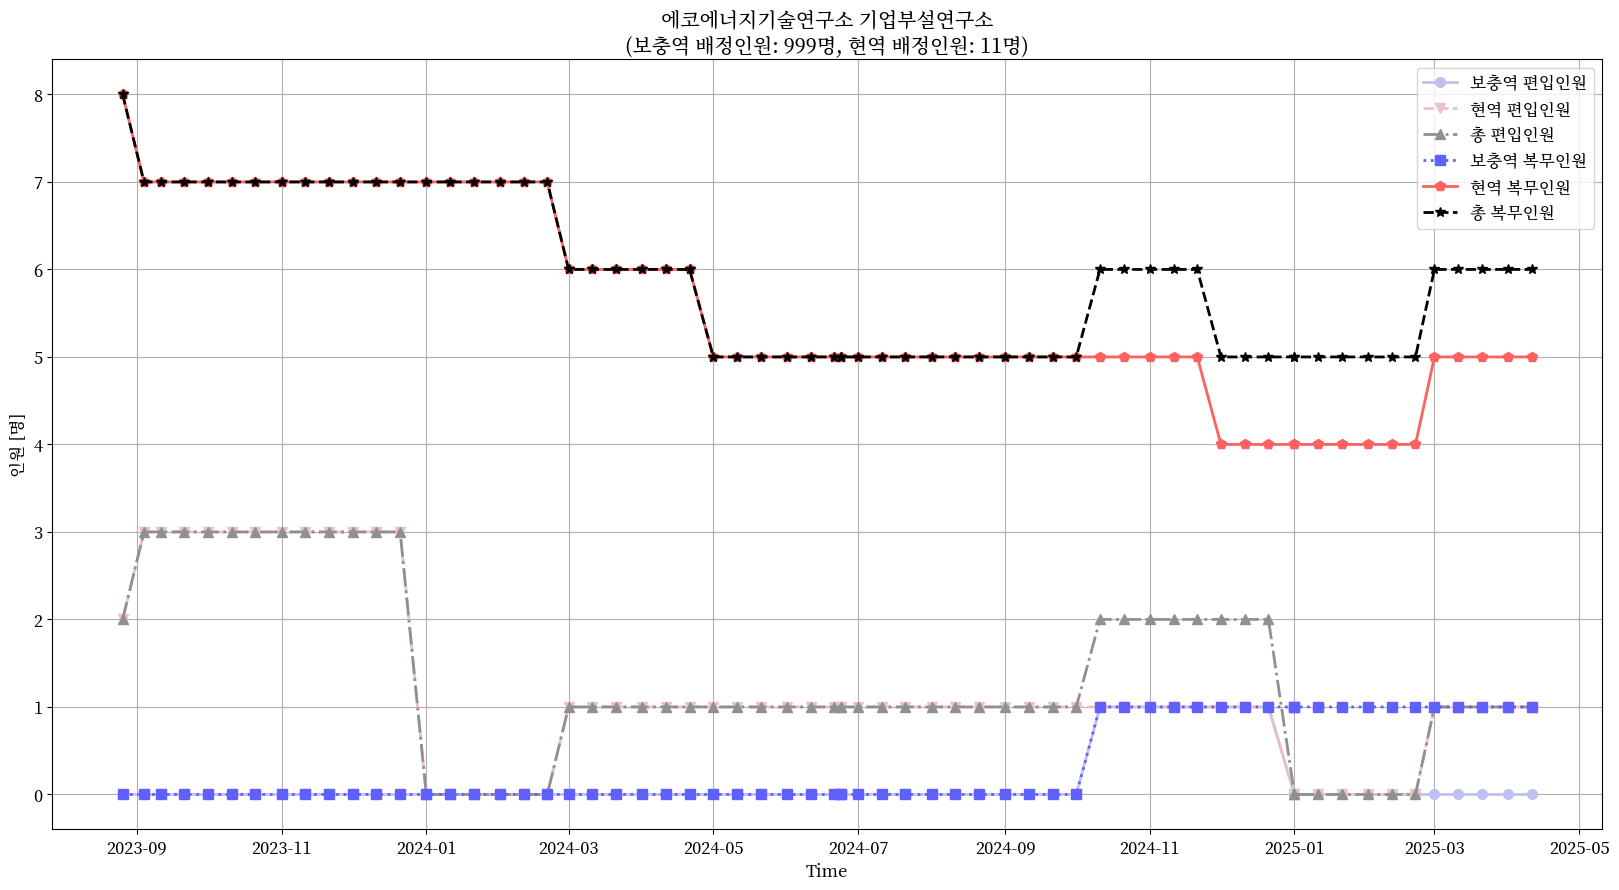 에코에너지기술연구소 기업부설연구소
(보충역 배정인원: 999명, 현역 배정인원: 11명)
보충역 편입인원
현역 편입인원
총 편입인원
보충역 복무인원
현역 복무인원
총 복무인원
인원 [명]
8
7
6
5
4
3
2
1
0
2023-09 2023-11 2024-01 2024-03 2024-05 2024-07 2024-09 2024-11 2025-01 2025-03 2025-05
Time